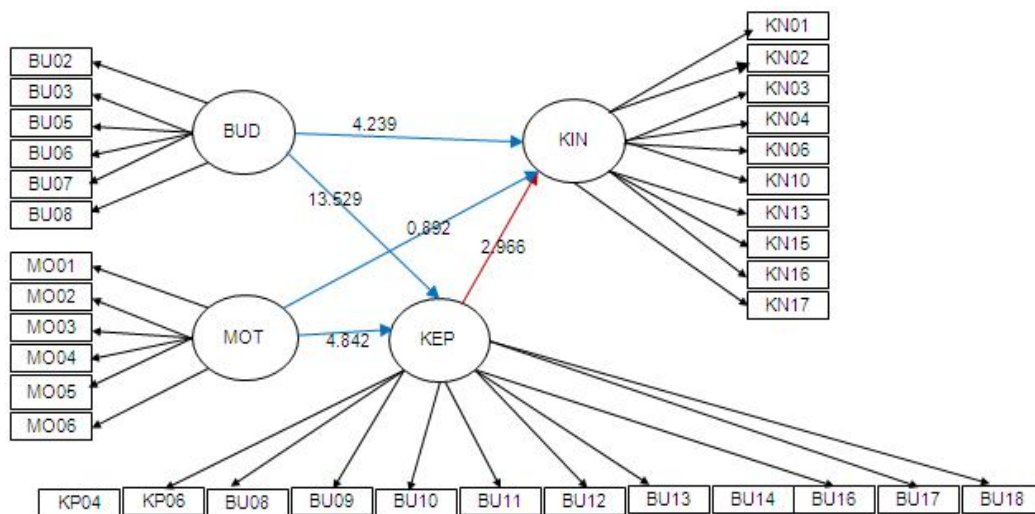 BU02
BU03
BU05
BU06
BU07
BU08
BUD
4.239
13.529
KIN
KN01
KN02
KN03
KN04
KN06
KN10
KN13
KN15
KN16
KN17
MO01
MO02
MO03
MO04
MO05
MO06
MOT
0.892
2.966
4.842
KEP
KP04 KP06 BU08 BU09 BU10 BU11 BU12 BU13 BU14 BU16 BU17 BU18